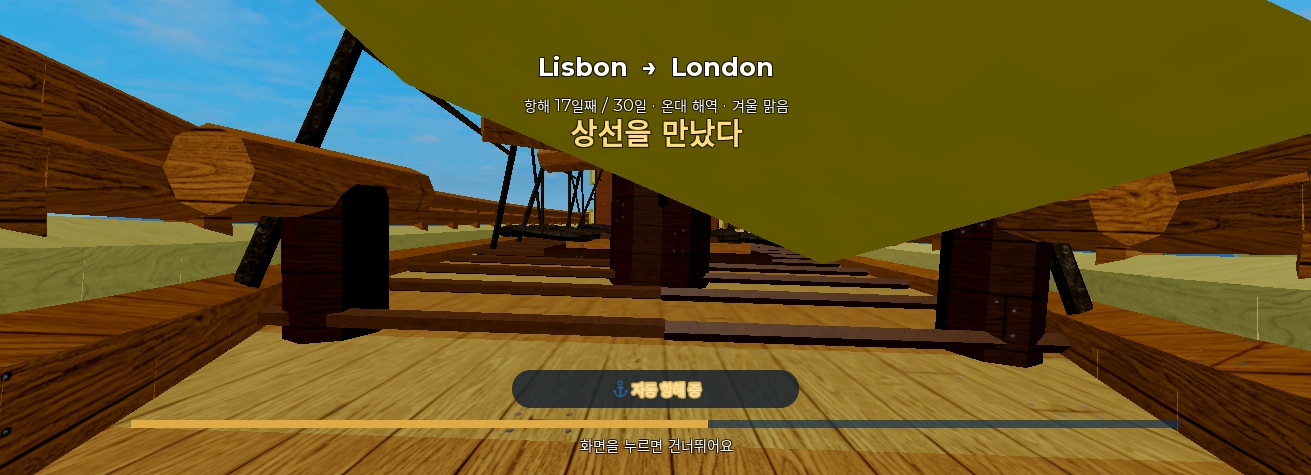 Lisbon → London
항해 17일째 / 30일 · 온대 해역 · 겨울 맑음
상선을 만났다
⚓ 자동 항해 중
화면을 누르면 건너뛰어요